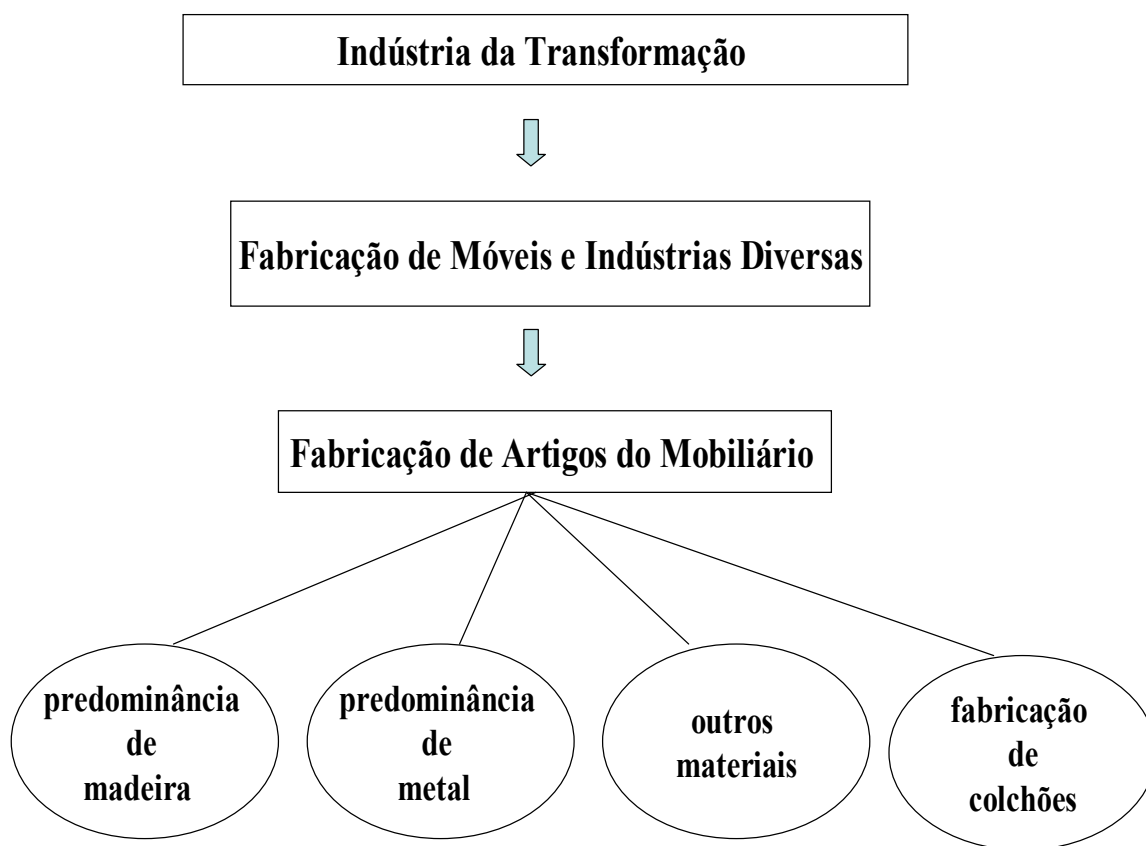 Indústria da Transformação
Fabricação de Móveis e Indústrias Diversas
Fabricação de Artigos do Mobiliário
predominância
de
madeira
predominância
de
metal
outros
materiais
fabricação
de
colchões